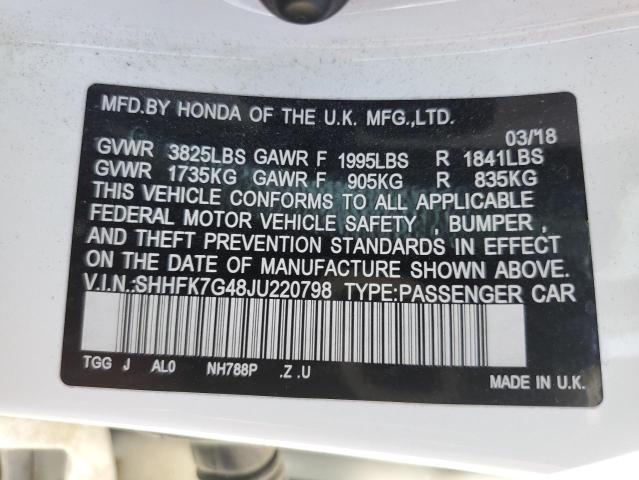 MFD.BY HONDA OF THE U.K. MFG.,LTD.
03/18
GVWR 3825LBS GAWR F 1995LBS R 1841LBS
GVWR 1735KG GAWR F 905KG R 835KG
THIS VEHICLE CONFORMS TO ALL APPLICABLE
FEDERAL MOTOR VEHICLE SAFETY , BUMPER ,
AND THEFT PREVENTION STANDARDS IN EFFECT
ON THE DATE OF MANUFACTURE SHOWN ABOVE.
V.I.N.:SHHFK7G48JU220798 TYPE:PASSENGER CAR
TGG J AL0 NH788P .Z .U
MADE IN U.K.